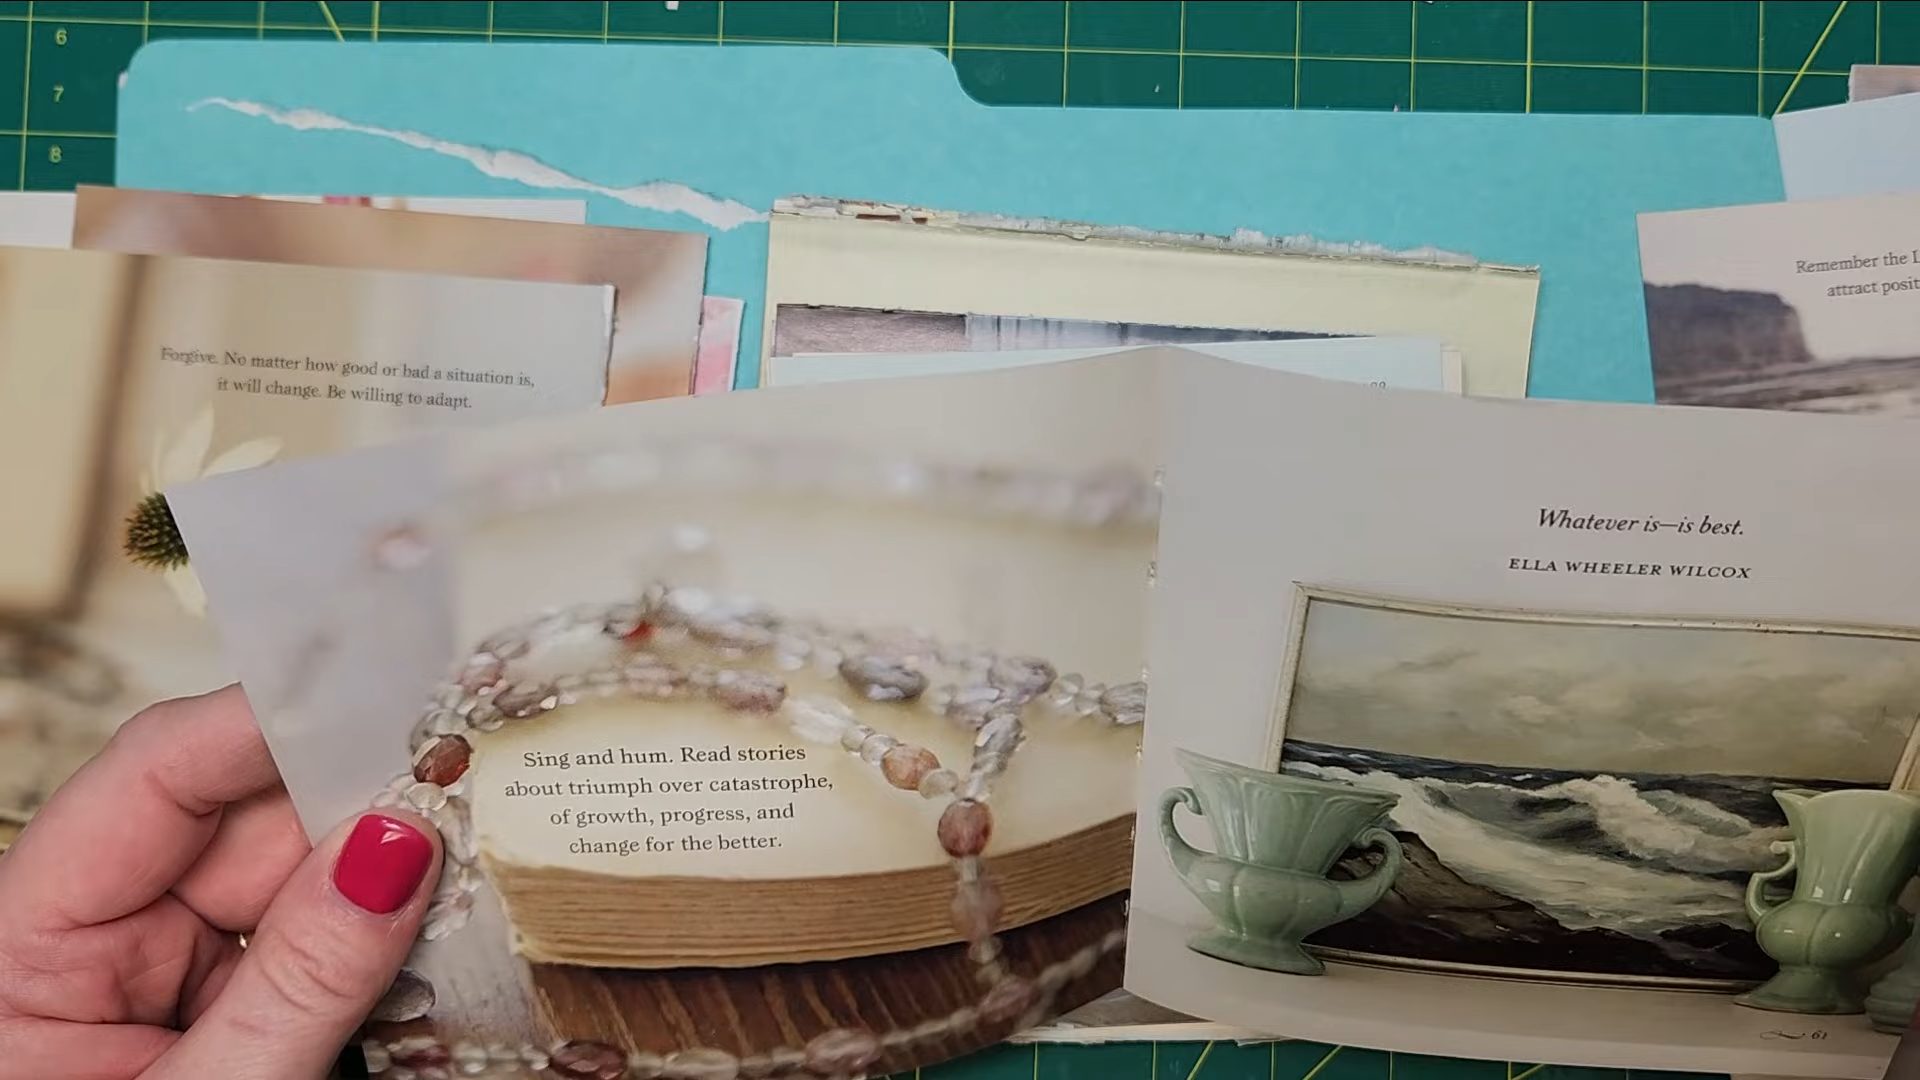 6
7
8
Forgive. No matter how good or bad a situation is,
it will change. Be willing to adapt.
Remember the
attract
Sing and hum. Read stories
about triumph over catastrophe,
of growth, progress, and
change for the better.
Whatever is—is best.
ELLA WHEELER WILCOX
61